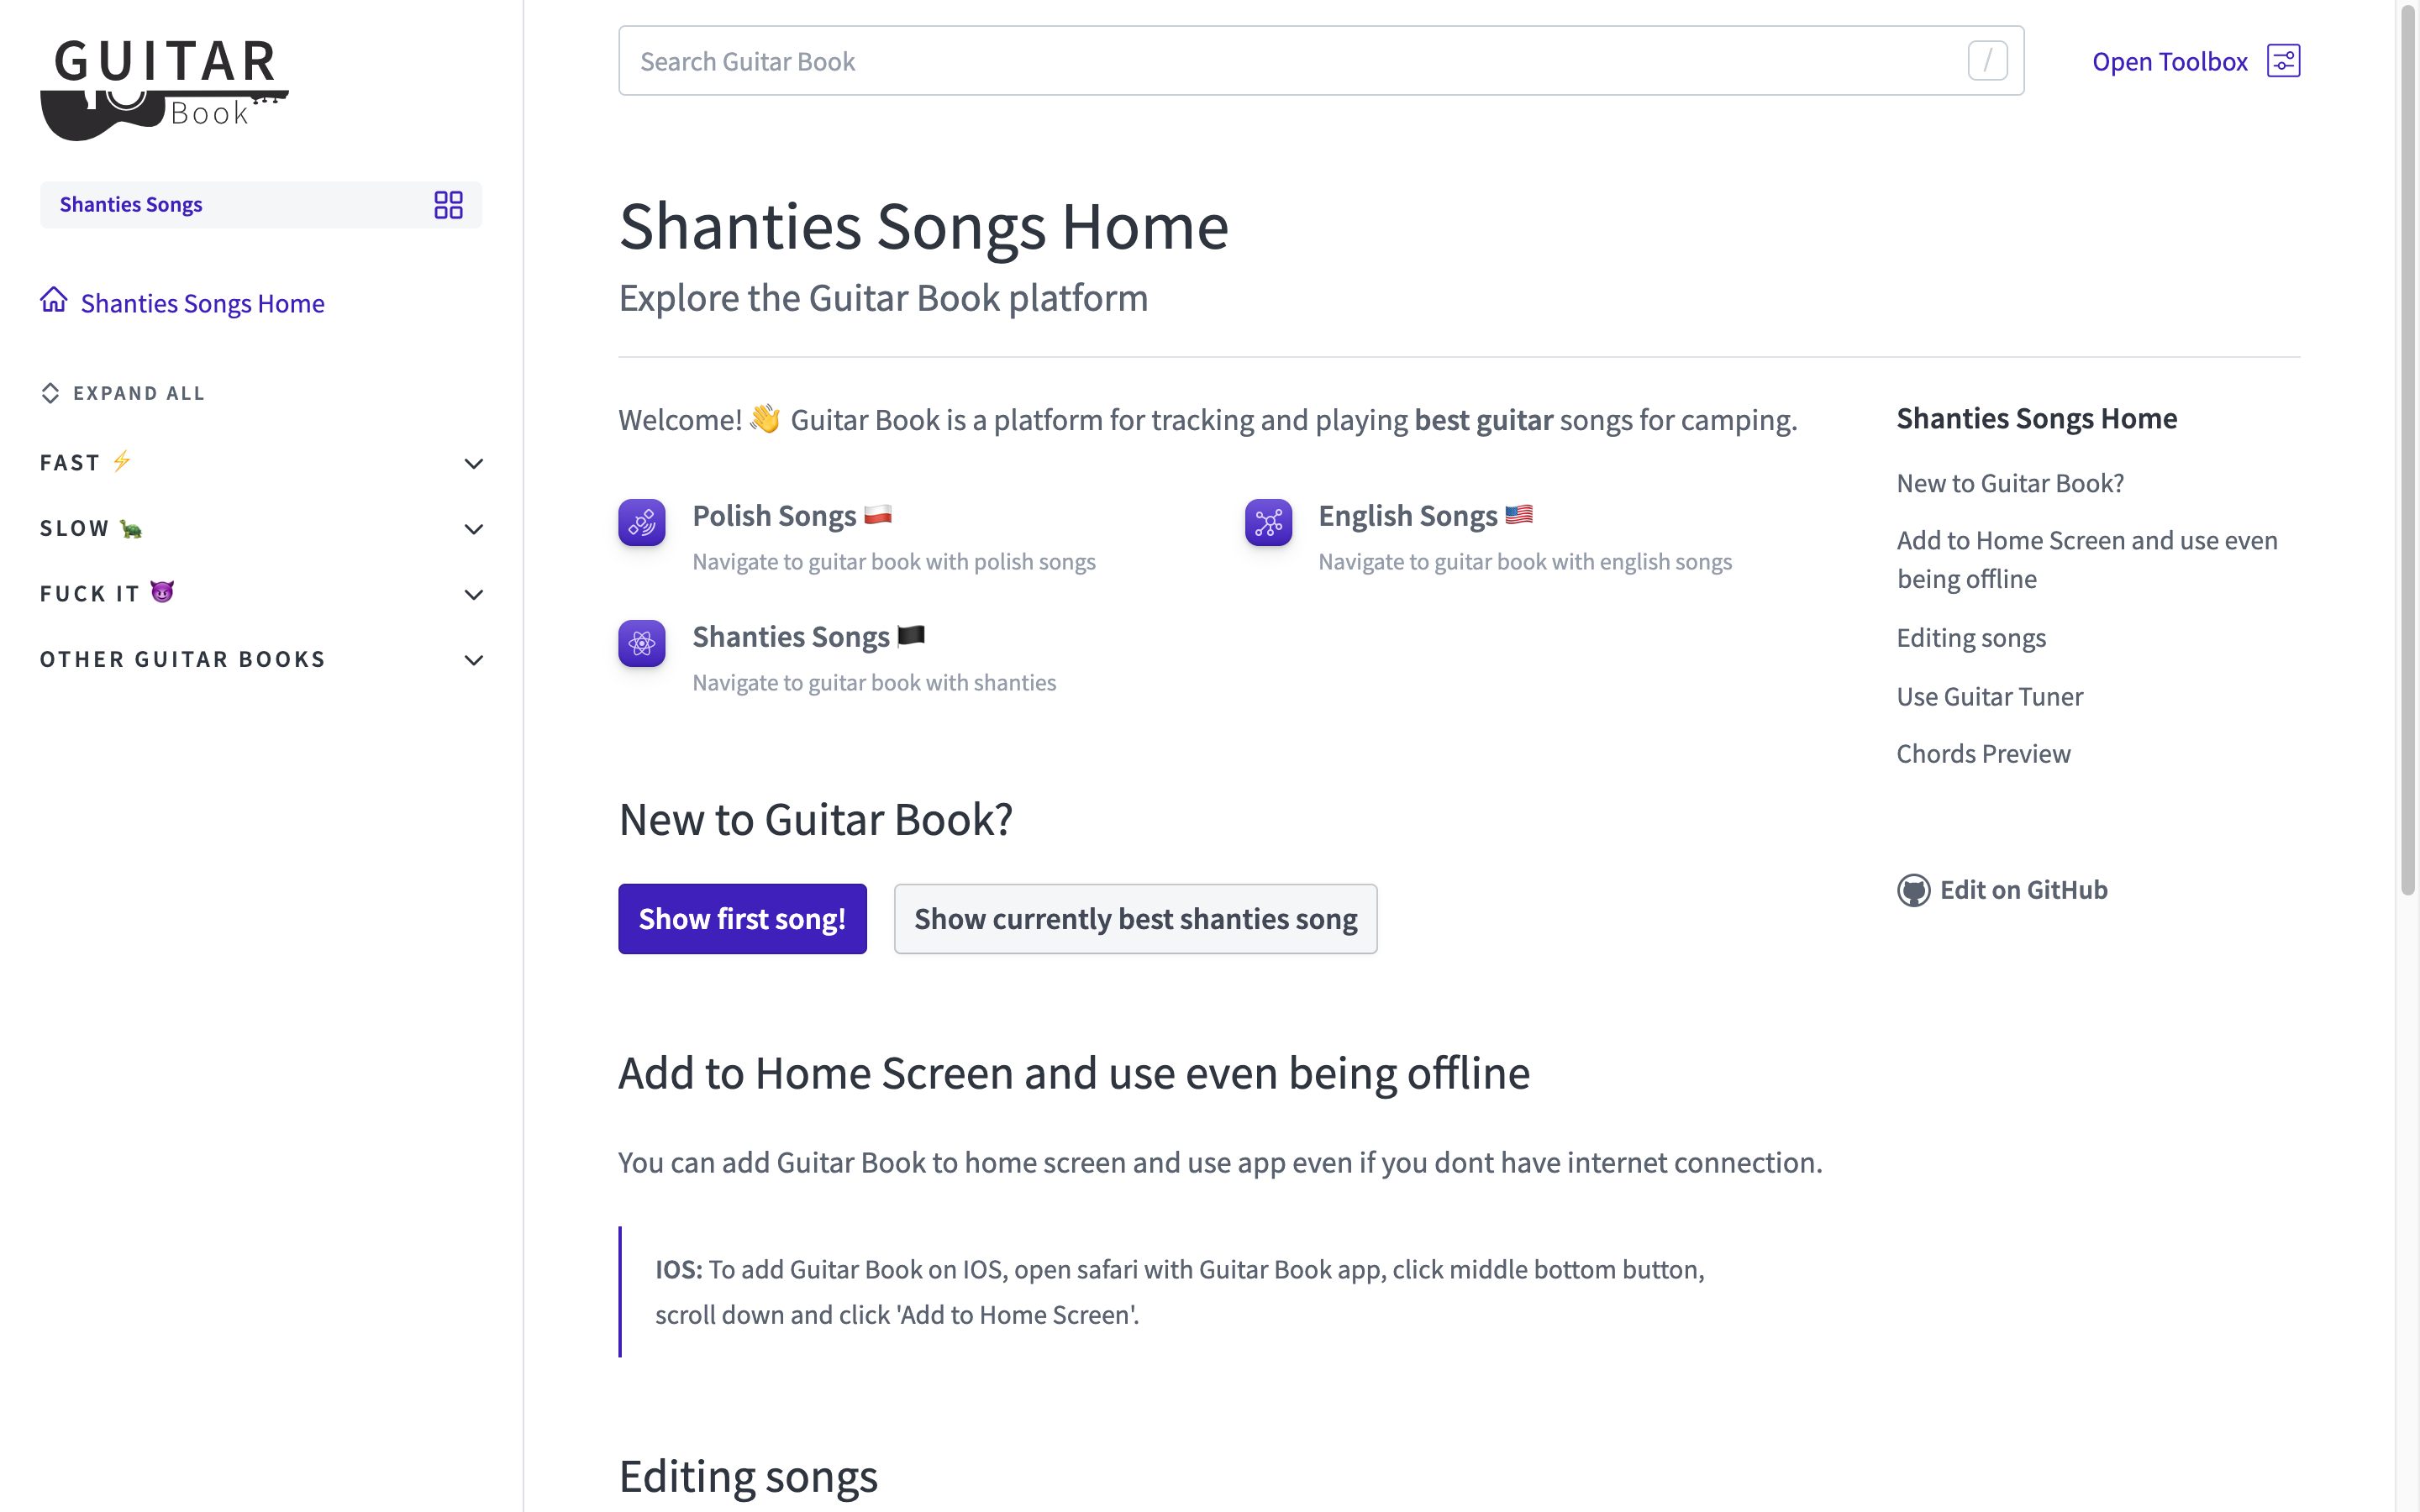 GUITAR
Book
Shanties Songs
Shanties Songs Home
EXPAND ALL
FAST ⚡
SLOW 🐢
FUCK IT 😈
OTHER GUITAR BOOKS
Search Guitar Book
/
Open Toolbox
Shanties Songs Home
Explore the Guitar Book platform
Welcome! 👋 Guitar Book is a platform for tracking and playing best guitar songs for camping.
Polish Songs 🇵🇱
Navigate to guitar book with polish songs
English Songs 🇺🇸
Navigate to guitar book with english songs
Shanties Songs 🏴
Navigate to guitar book with shanties
New to Guitar Book?
Show first song!
Show currently best shanties song
Add to Home Screen and use even being offline
You can add Guitar Book to home screen and use app even if you dont have internet connection.
IOS: To add Guitar Book on IOS, open safari with Guitar Book app, click middle bottom button,
scroll down and click 'Add to Home Screen'.
Editing songs
Shanties Songs Home
New to Guitar Book?
Add to Home Screen and use even
being offline
Editing songs
Use Guitar Tuner
Chords Preview
Edit on GitHub